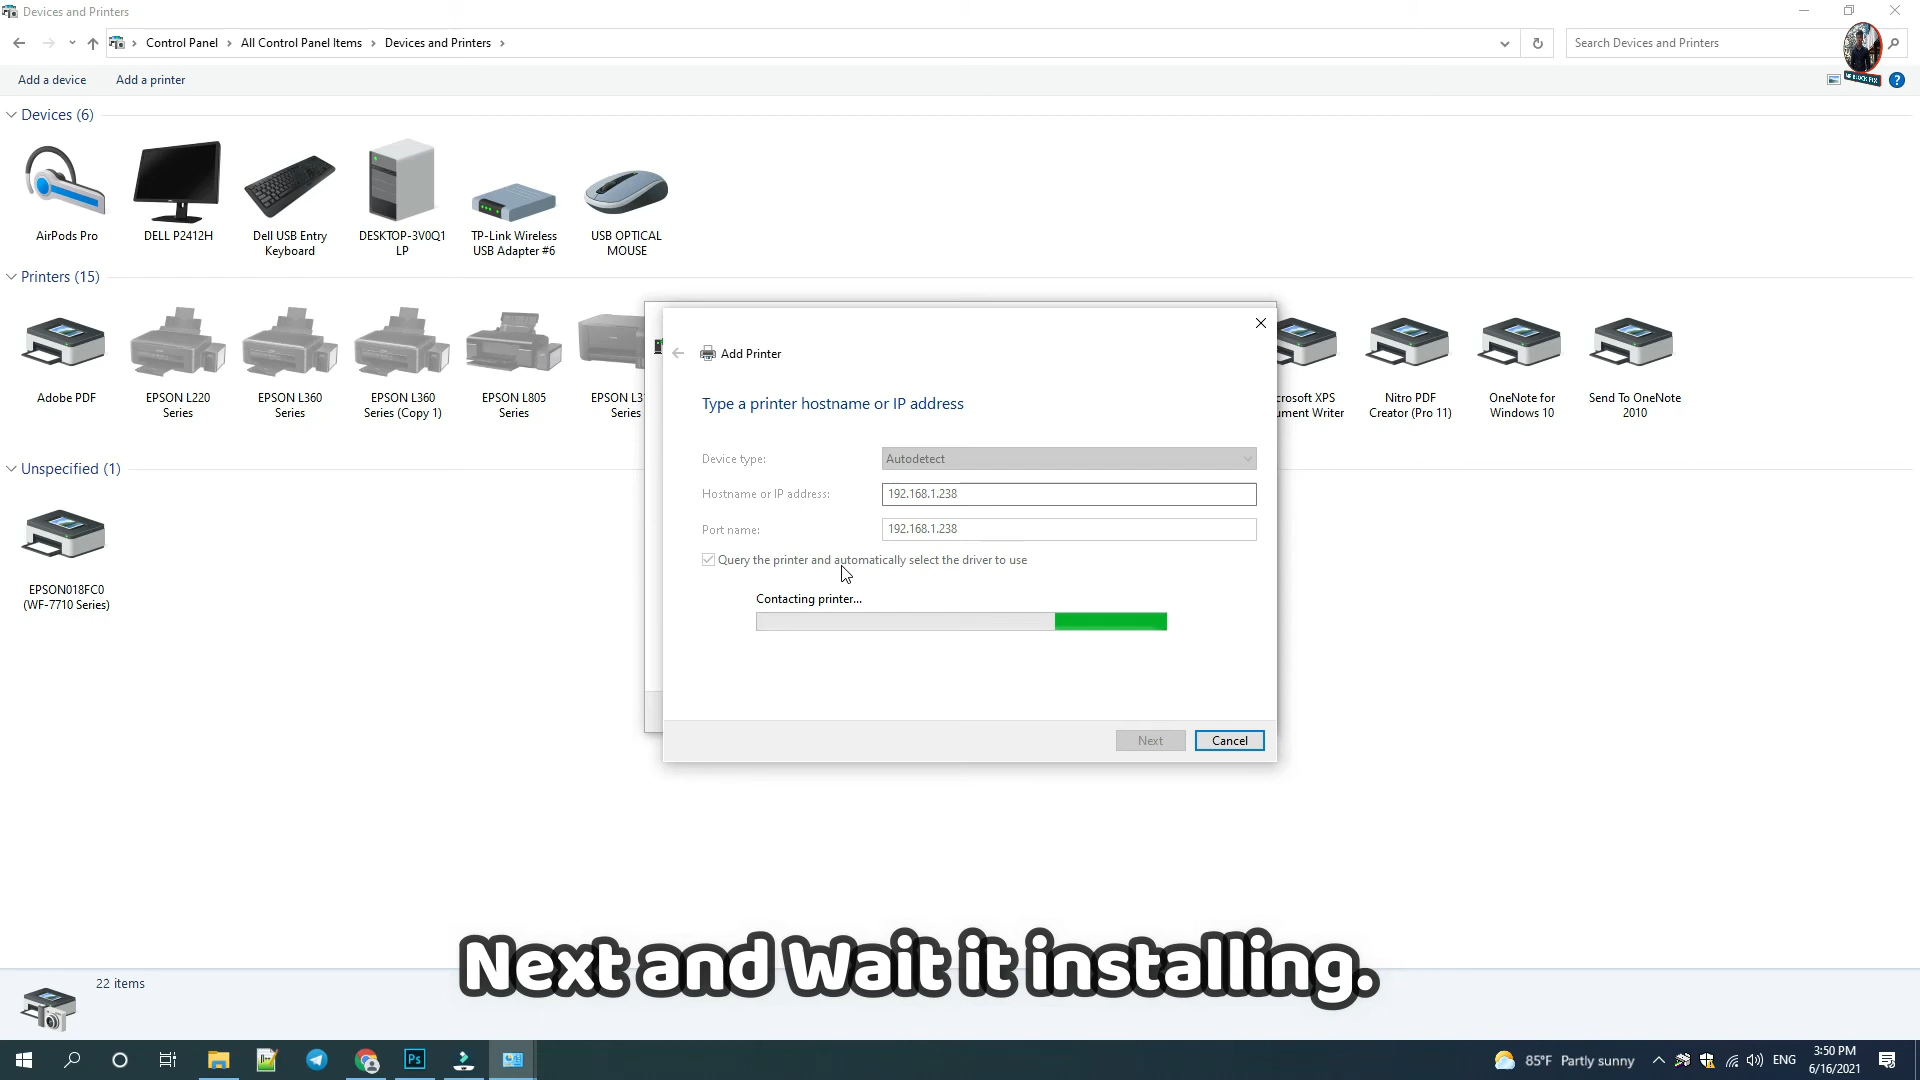 Devices and Printers
Control Panel
All Control Panel Items
Devices and Printers
Search Devices and Printers
Add a device
Add a printer
MR BLOCK FIX
?
Devices (6)
AirPods Pro
DELL P2412H
Dell USB Entry
Keyboard
DESKTOP-3V0Q1
LP
TP-Link Wireless
USB Adapter #6
USB OPTICAL
MOUSE
Printers (15)
Adobe PDF
EPSON L220
Series
EPSON L360
Series
EPSON L360
Series (Copy 1)
EPSON L805
Series
EPSON L3
Series
crosoft XPS
ument Writer
Nitro PDF
Creator (Pro 11)
OneNote for
Windows 10
Send To OneNote
2010
Unspecified (1)
EPSON018FC0
(WF-7710 Series)
Add Printer
Type a printer hostname or IP address
Device type:
Autodetect
Hostname or IP address:
192.168.1.238
Port name:
192.168.1.238
Query the printer and automatically select the driver to use
Contacting printer...
Next
Cancel
Next and Wait it installing.
22 items
Ps
85°F Partly sunny
ENG
3:50 PM
6/16/2021